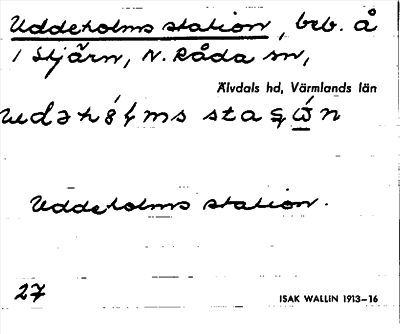 Uddeholms station, beb. å
1 Stjärn, N. Råda sn,
Älvdals hd, Värmlands län
Uddeholms station.
27
ISAK WALLIN 1913–16